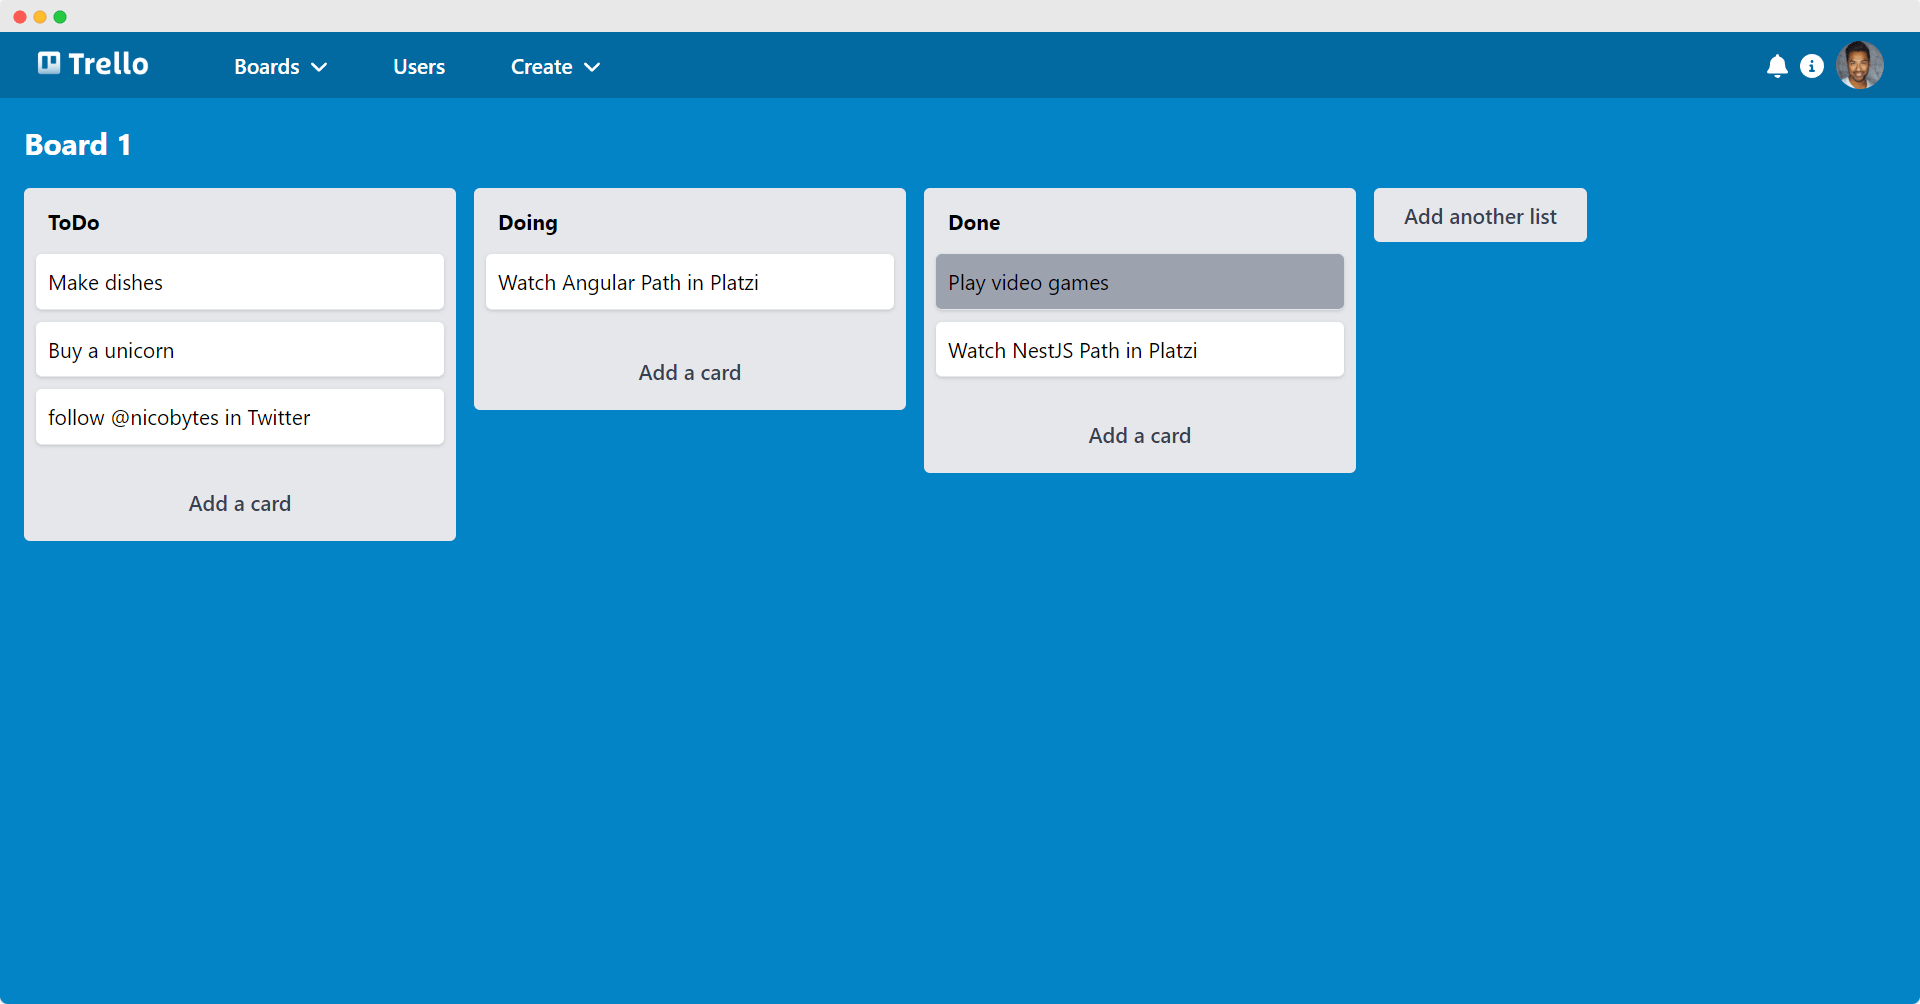 Trello
Boards
Users
Create
Board 1
ToDo
Make dishes
Buy a unicorn
follow @nicobytes in Twitter
Add a card
Doing
Watch Angular Path in Platzi
Add a card
Done
Play video games
Watch NestJS Path in Platzi
Add a card
Add another list